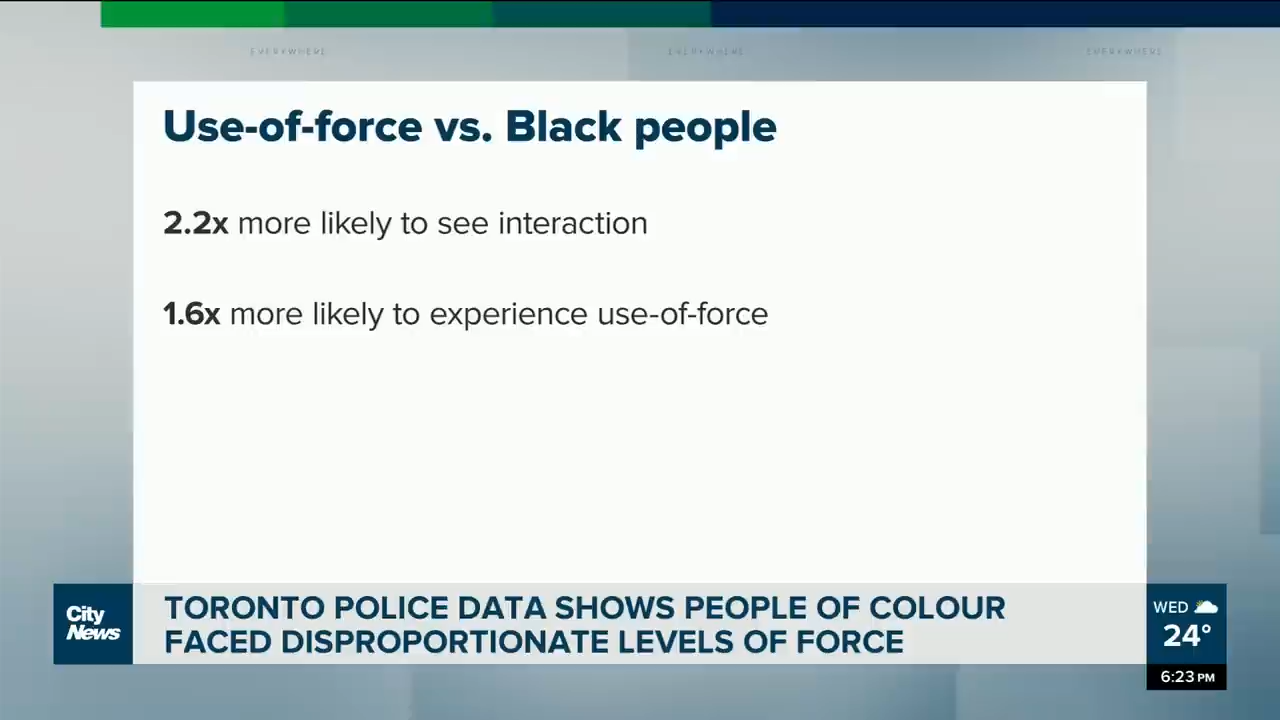 EVERYWHERE EVERYWHERE EVERYWHERE
Use-of-force vs. Black people
2.2x more likely to see interaction
1.6x more likely to experience use-of-force
City
News
TORONTO POLICE DATA SHOWS PEOPLE OF COLOUR
FACED DISPROPORTIONATE LEVELS OF FORCE
WED
24°
6:23 PM